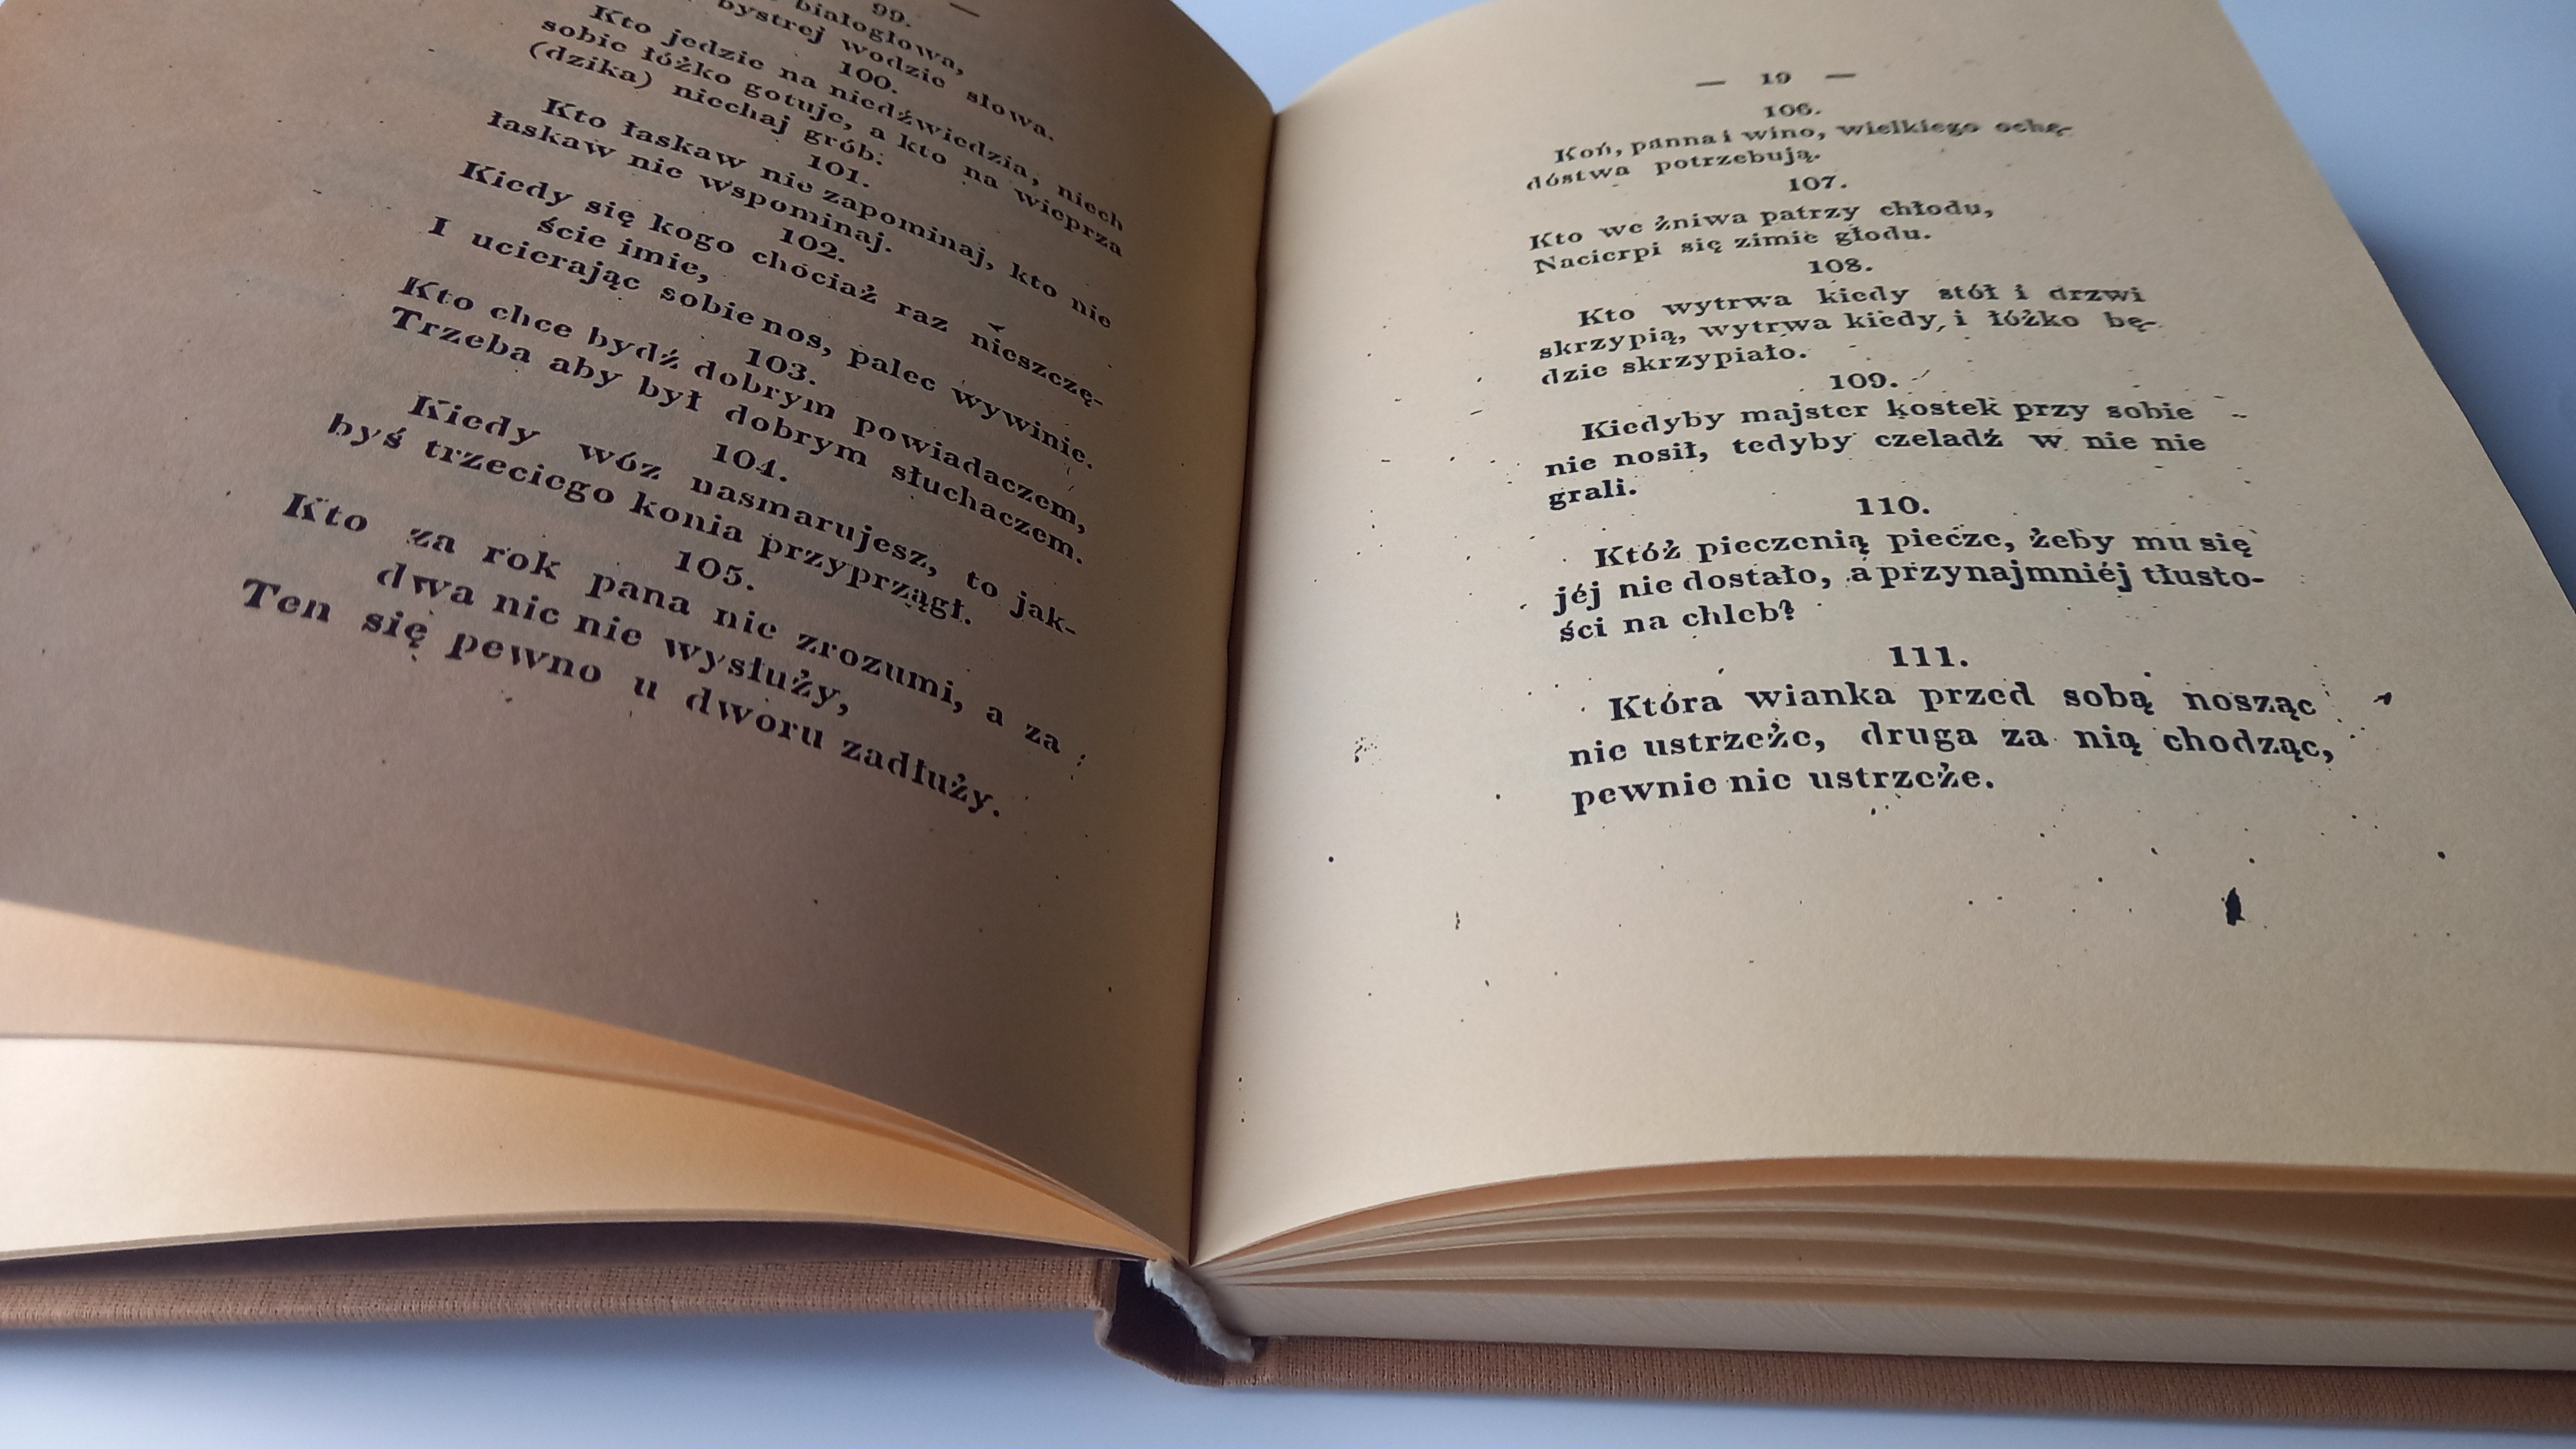 99.
białogłowa,
bystrej wodzie słowa.
100.
Kto jedzie na niedźwiedzia, niech
sobie łóżko gotuje, a kto na wieprza
(dzika) niechaj grób.
101.
Kto łaskaw nie zapominaj, kto nie
łaskaw nie wspominaj.
102.
Kiedy się kogo chociaż raz nieszczę-
ście imie,
I ucierając sobie nos, palec wywinie.
103.
Kto chce bydź dobrym powiadaczem,
Trzeba aby był dobrym słuchaczem.
104.
Kiedy wóz nasmarujesz, to jak-
byś trzeciego konia przyprzągł.
105.
Kto za rok pana nie zrozumi, a za
dwa nic nie wysłuży,
Ten się pewno u dworu zadłuży.
— 19 —
106.
Koń, panna i wino, wielkiego ochę-
dóstwa potrzebują.
107.
Kto we żniwa patrzy chłodu,
Nacierpi się zimie głodu.
108.
Kto wytrwa kiedy stół i drzwi
skrzypią, wytrwa kiedy i łóżko bę-
dzie skrzypiało.
109.
Kiedyby majster kostek przy sobie
nie nosił, tedyby czeladź w nie nie
grali.
110.
Któż pieczenią piecze, żeby mu się
jéj nie dostało, a przynajmniéj tłusto-
ści na chleb?
111.
Która wianka przed sobą nosząc
nie ustrzeże, druga za nią chodząc,
pewnie nie ustrzeże.